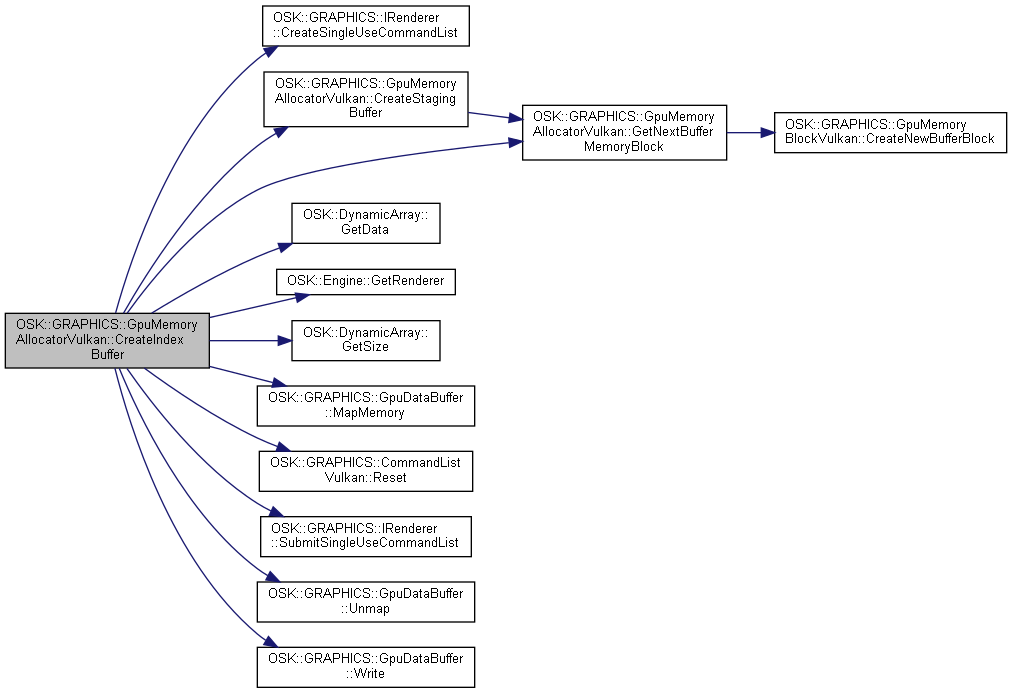 OSK::GRAPHICS::IRenderer
::CreateSingleUseCommandList
OSK::GRAPHICS::GpuMemory
AllocatorVulkan::CreateStaging
Buffer
OSK::GRAPHICS::GpuMemory
AllocatorVulkan::GetNextBuffer
MemoryBlock
OSK::GRAPHICS::GpuMemory
BlockVulkan::CreateNewBufferBlock
OSK::DynamicArray::
GetData
OSK::Engine::GetRenderer
OSK::GRAPHICS::GpuMemory
AllocatorVulkan::CreateIndex
Buffer
OSK::DynamicArray::
GetSize
OSK::GRAPHICS::GpuDataBuffer
::MapMemory
OSK::GRAPHICS::CommandList
Vulkan::Reset
OSK::GRAPHICS::IRenderer
::SubmitSingleUseCommandList
OSK::GRAPHICS::GpuDataBuffer
::Unmap
OSK::GRAPHICS::GpuDataBuffer
::Write